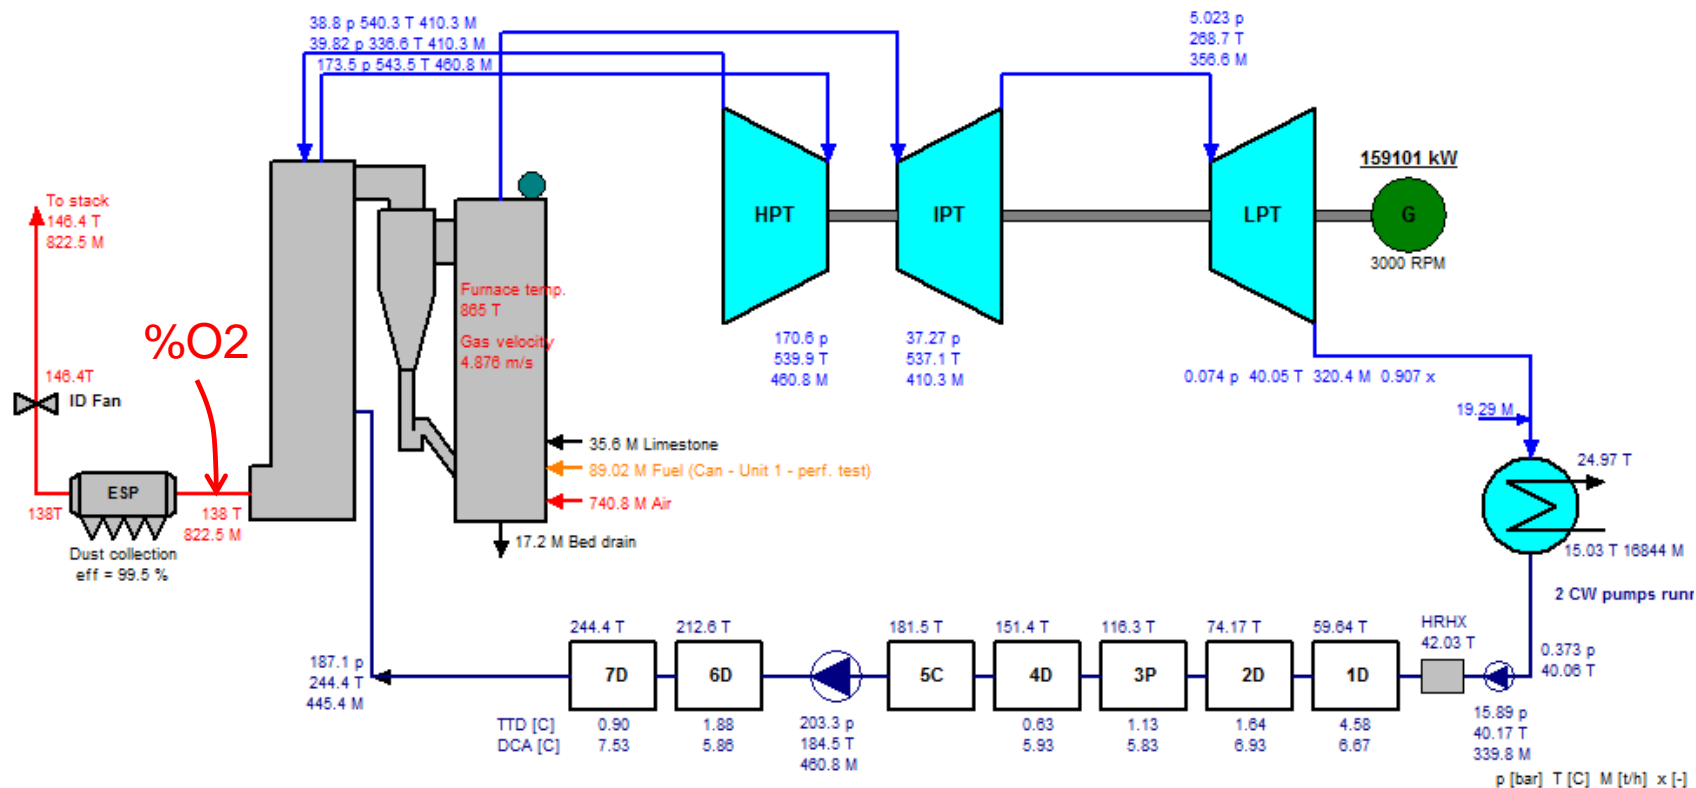 38.8 p 540.3 T 410.3 M
39.82 p 336.6 T 410.3 M
173.5 p 543.5 T 460.8 M
5.023 p
268.7 T
356.6 M
159101 kW
To stack
146.4 T
822.5 M
HPT
IPT
LPT
G
3000 RPM
Furnace temp.
865 T
Gas velocity
4.876 m/s
%O2
170.6 p
539.9 T
460.8 M
37.27 p
537.1 T
410.3 M
0.074 p 40.05 T 320.4 M 0.907 x
146.4T
ID Fan
19.29 M
35.6 M Limestone
89.02 M Fuel (Can - Unit 1 - perf. test)
740.8 M Air
24.97 T
ESP
138T
138 T
822.5 M
17.2 M Bed drain
Dust collection
eff = 99.5 %
15.03 T 16844 M
2 CW pumps runn
244.4 T
212.6 T
181.5 T
151.4 T
116.3 T
74.17 T
59.64 T
HRHX
42.03 T
0.373 p
40.06 T
187.1 p
244.4 T
445.4 M
7D
6D
5C
4D
3P
2D
1D
TTD [C]
0.90
1.88
0.63
1.13
1.64
4.58
DCA [C]
7.53
5.86
5.93
5.83
6.93
6.67
203.3 p
184.5 T
460.8 M
15.89 p
40.17 T
339.8 M
p [bar] T [C] M [t/h] x [-]